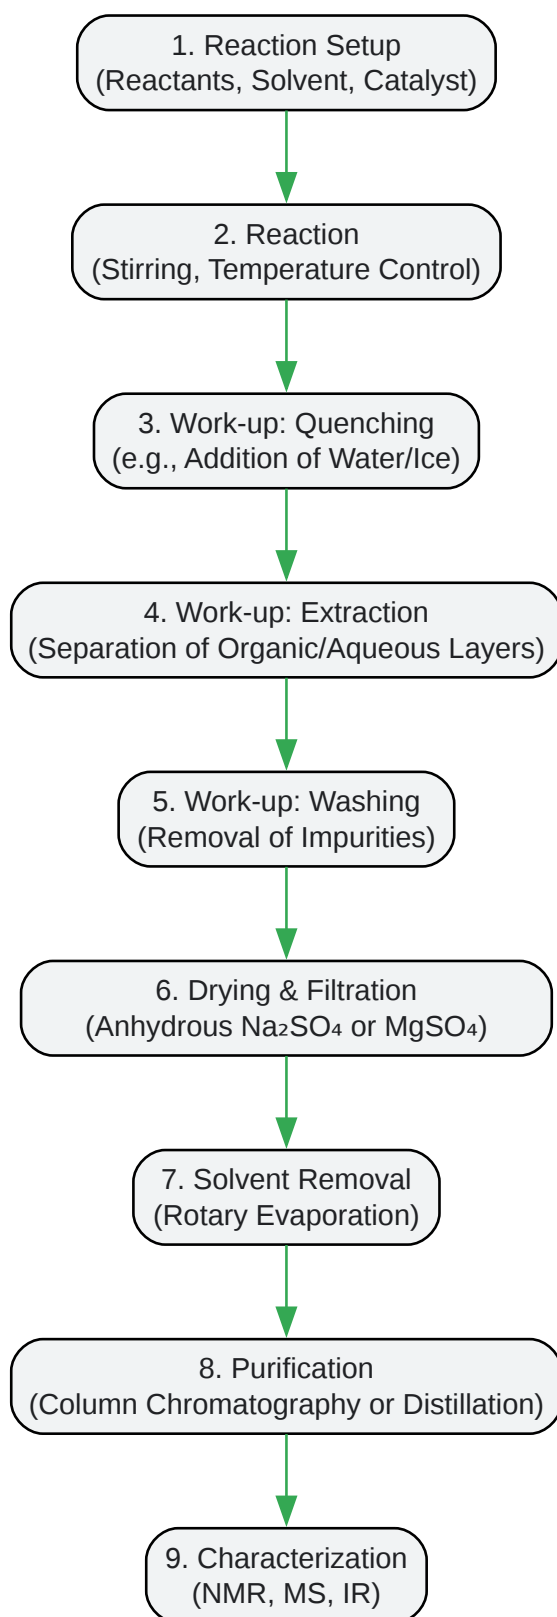 1. Reaction Setup
(Reactants, Solvent, Catalyst)
2. Reaction
(Stirring, Temperature Control)
3. Work-up: Quenching
(e.g., Addition of Water/Ice)
4. Work-up: Extraction
(Separation of Organic/Aqueous Layers)
5. Work-up: Washing
(Removal of Impurities)
6. Drying & Filtration
(Anhydrous Na₂SO₄ or MgSO₄)
7. Solvent Removal
(Rotary Evaporation)
8. Purification
(Column Chromatography or Distillation)
9. Characterization
(NMR, MS, IR)